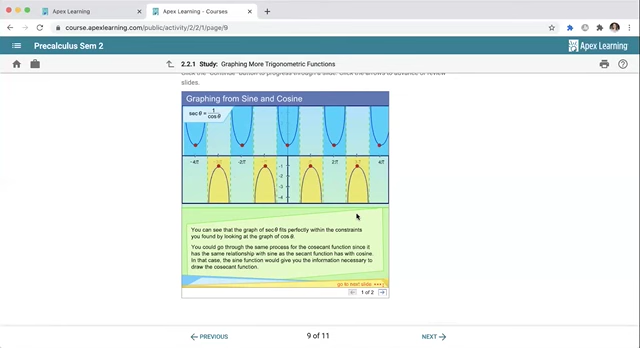 Apex Learning
Apex Learning - Courses
course.apexlearning.com/public/activity/2/2/1/page/9
Precalculus Sem 2
Apex Learning
2.2.1 Study: Graphing More Trigonometric Functions
slides.
Graphing from Sine and Cosine
sec θ = 1/cos θ
-4π -2π 2π 4π
-1
-2
-3
-4
You can see that the graph of sec θ fits perfectly within the constraints
you found by looking at the graph of cos θ.
You could go through the same process for the cosecant function since it
has the same relationship with sine as the secant function has with cosine.
In that case, the sine function would give you the information necessary to
draw the cosecant function.
go to next slide
1 of 2
PREVIOUS
9 of 11
NEXT